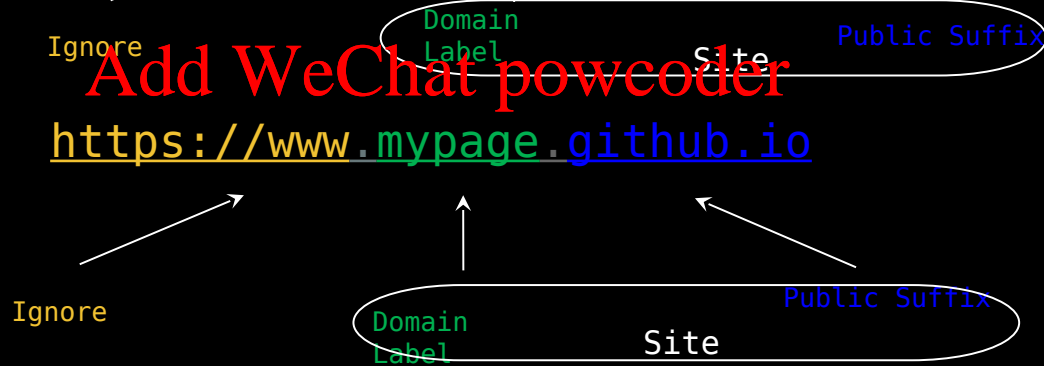 Domain
Label
Public Suffix
Ignore
Site
Add WeChat powcoder
https://www.mypage.github.io
Public Suffix
Ignore
Domain
Label
Site